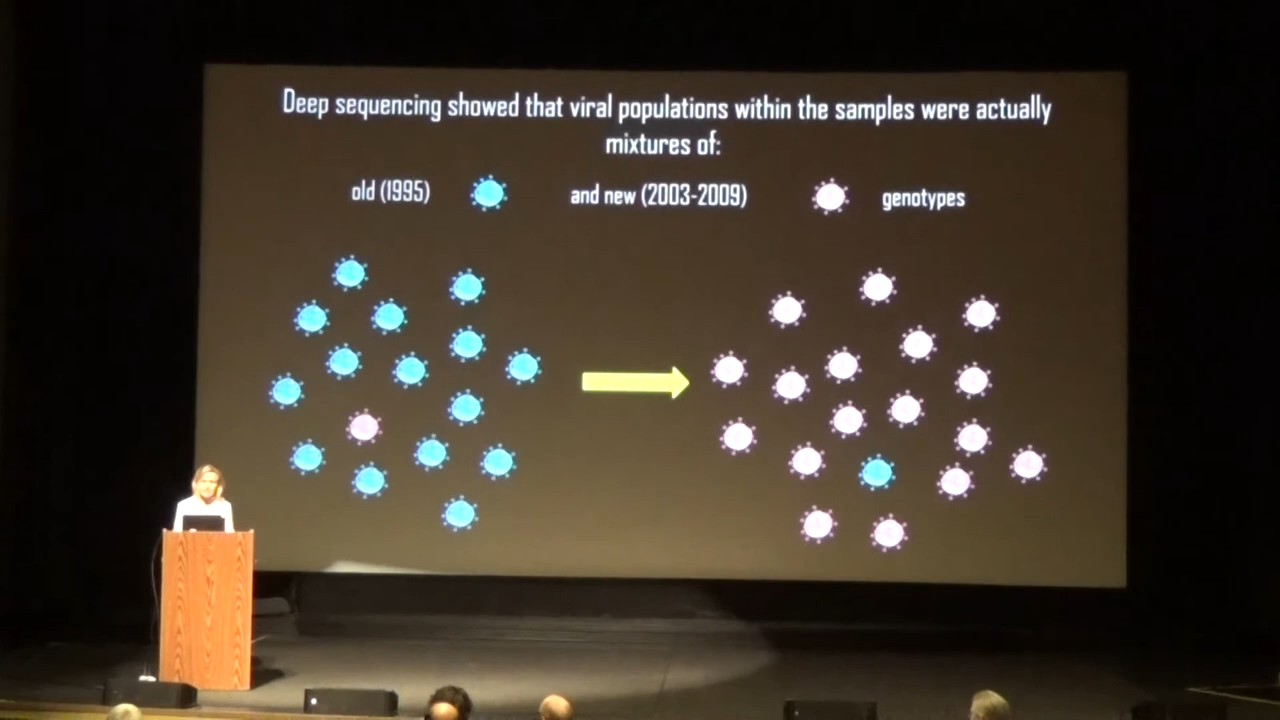 Deep sequencing showed that viral populations within the samples were actually
mixtures of:
old (1995) and new (2003-2009) genotypes